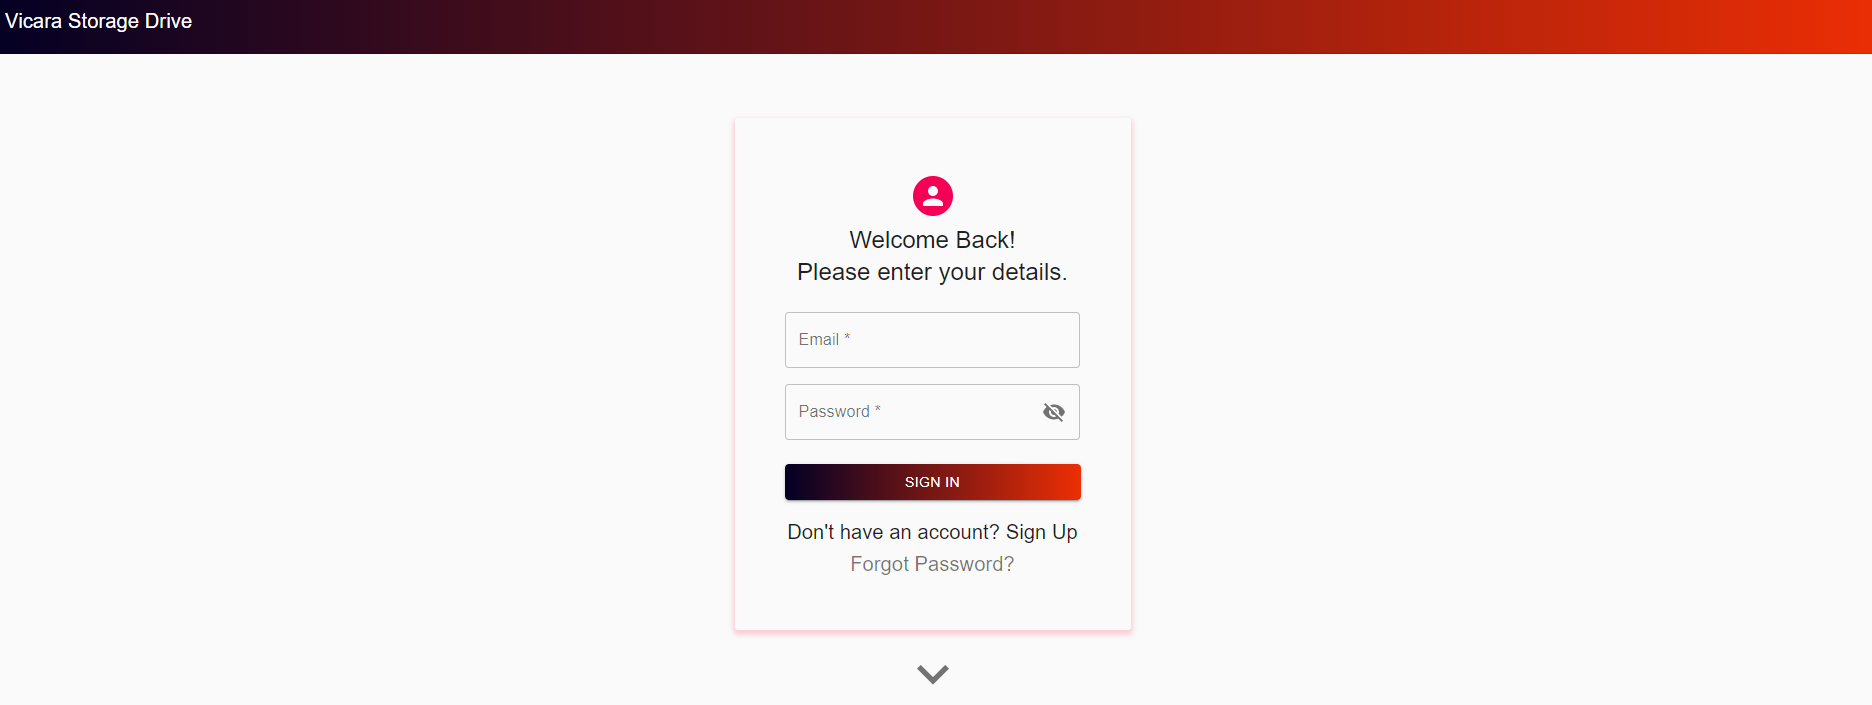 Vicara Storage Drive
Welcome Back!
Please enter your details.
Email *
Password *
SIGN IN
Don't have an account? Sign Up
Forgot Password?